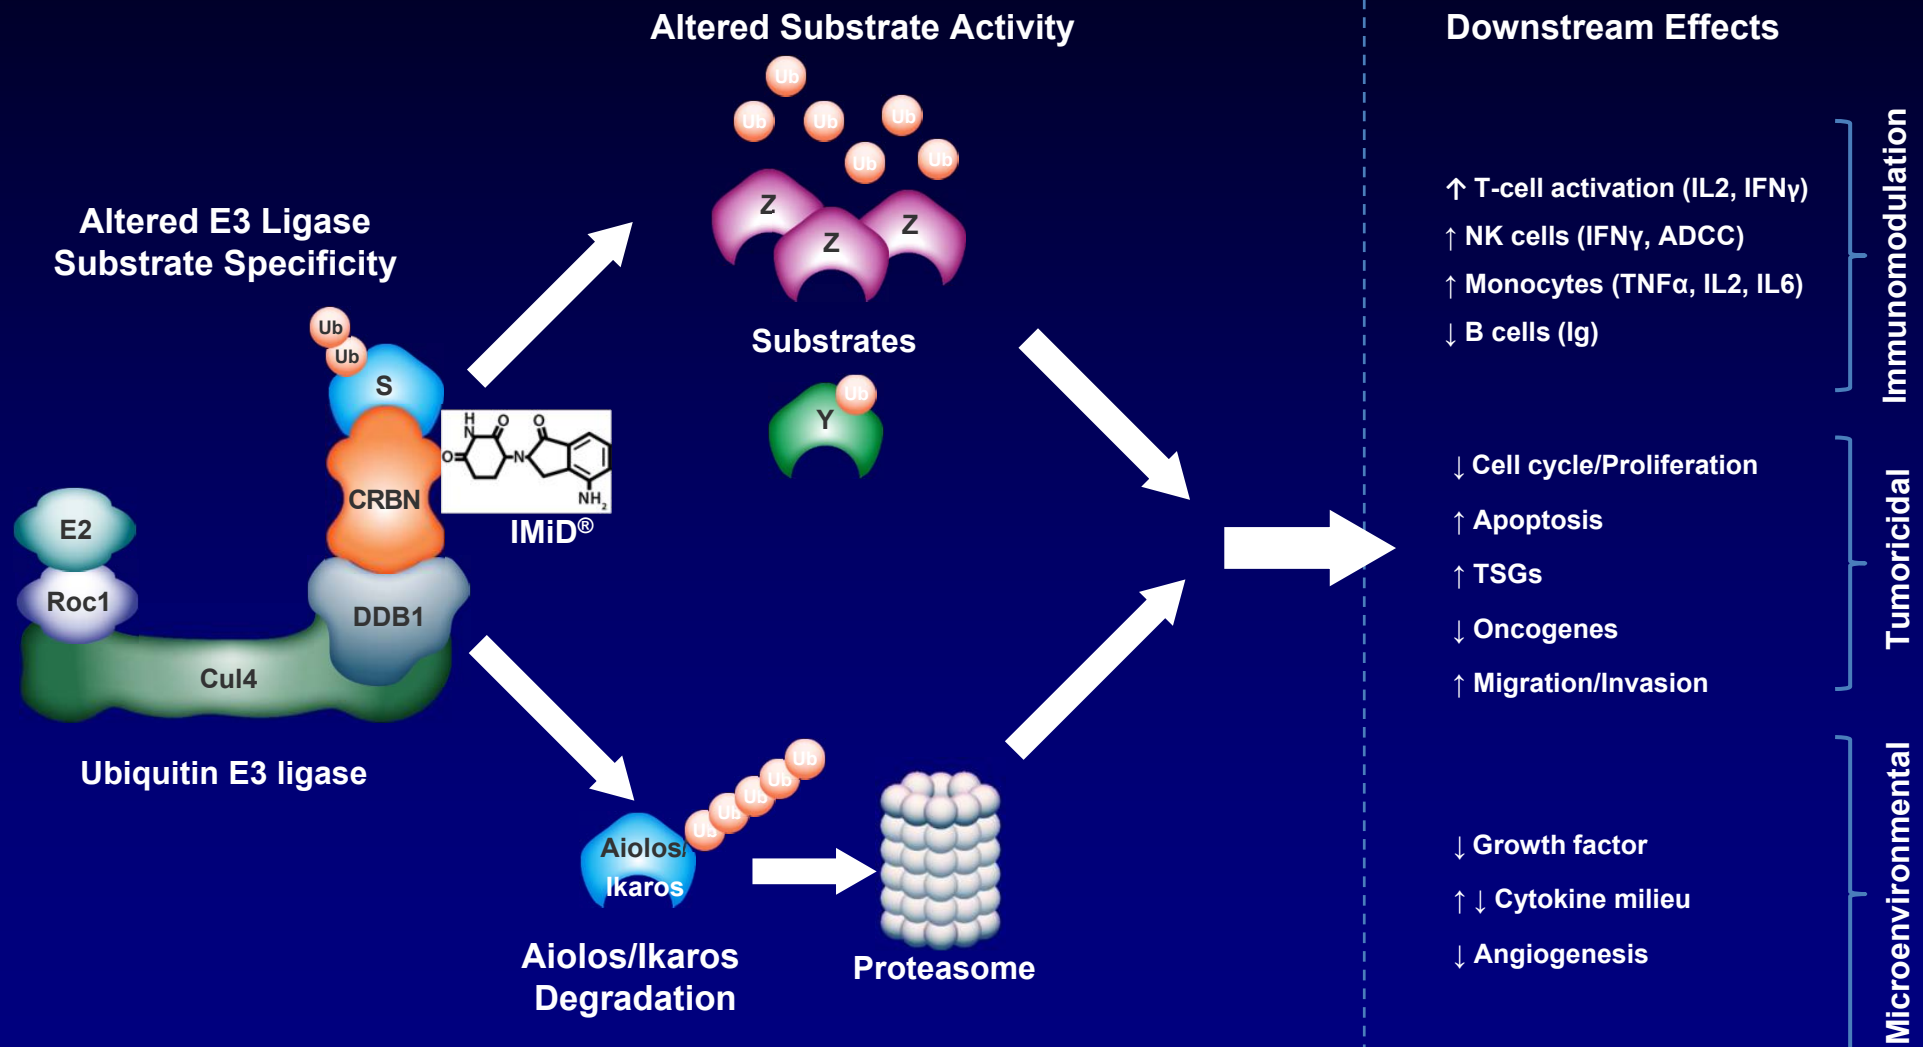 Altered Substrate Activity
Downstream Effects
Altered E3 Ligase
Substrate Specificity
Ub
Ub
Ub
Ub
Ub
Ub
Z
Z
Z
Substrates
Ub
Y
Ub
Ub
S
CRBN
DDB1
E2
Roc1
Cul4
H
N
O
O
O
N
NH2
IMiD®
Ubiquitin E3 ligase
Ub
Ub
Ub
Ub
Ub
Aiolos/
Ikaros
Aiolos/Ikaros
Degradation
Proteasome
↑ T-cell activation (IL2, IFNγ)
↑ NK cells (IFNγ, ADCC)
↑ Monocytes (TNFα, IL2, IL6)
↓ B cells (Ig)
Immunomodulation
↓ Cell cycle/Proliferation
↑ Apoptosis
↑ TSGs
↓ Oncogenes
↑ Migration/Invasion
Tumoricidal
↓ Growth factor
↑ ↓ Cytokine milieu
↓ Angiogenesis
Microenvironmental